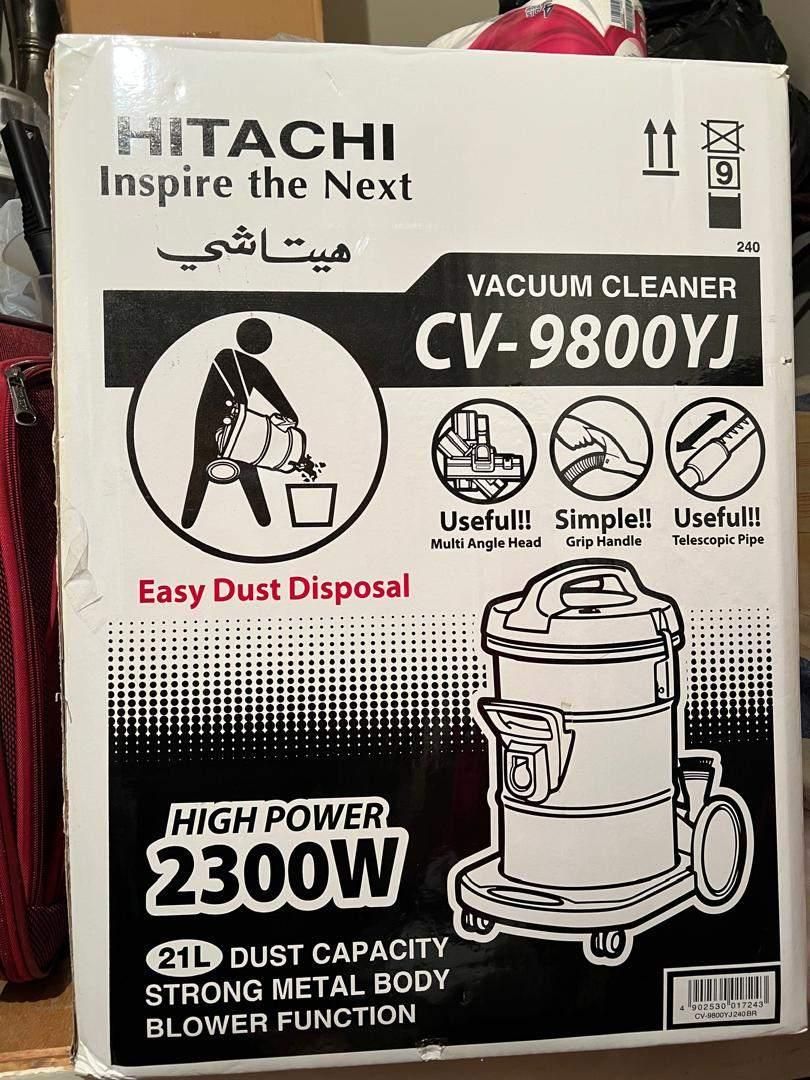 HITACHI
Inspire the Next
هيتاشي
9
240
VACUUM CLEANER
CV-9800YJ
Useful!!
Multi Angle Head
Simple!!
Grip Handle
Useful!!
Telescopic Pipe
Easy Dust Disposal
HIGH POWER
2300W
21L DUST CAPACITY
STRONG METAL BODY
BLOWER FUNCTION
4 902530 017243
CV-9800YJ240BR